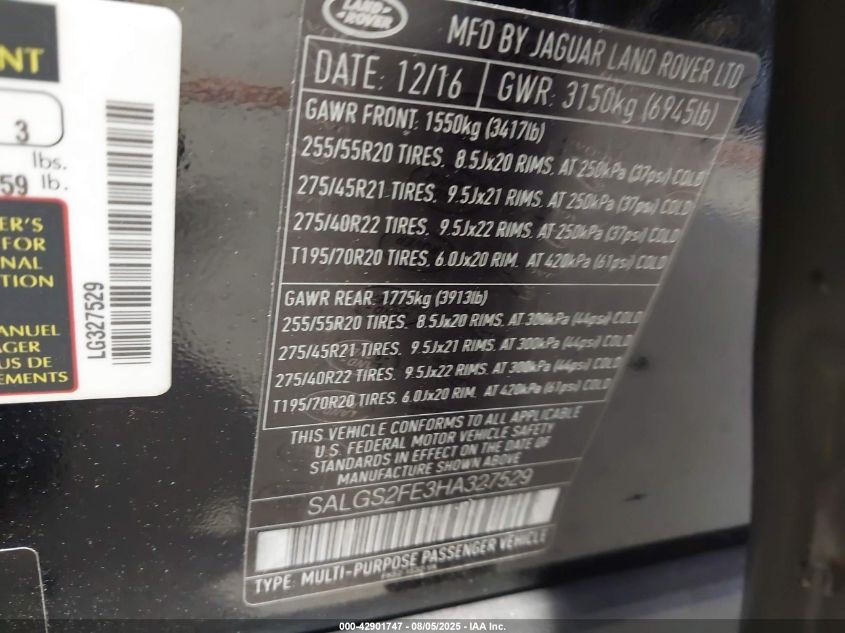 LAND
ROVER
MFD BY JAGUAR LAND ROVER LTD
DATE: 12/16
GWR: 3150kg (6945lb)
GAWR FRONT: 1550kg (3417lb)
255/55R20 TIRES. 8.5Jx20 RIMS. AT 250kPa (37psi) COLD
275/45R21 TIRES. 9.5Jx21 RIMS. AT 250kPa (37psi) COLD
275/40R22 TIRES. 9.5Jx22 RIMS. AT 250kPa (37psi) COLD
T195/70R20 TIRES. 6.0Jx20 RIM. AT 420kPa (61psi) COLD
GAWR REAR: 1775kg (3913lb)
255/55R20 TIRES. 8.5Jx20 RIMS. AT 300kPa (44psi) COLD
275/45R21 TIRES. 9.5Jx21 RIMS. AT 300kPa (44psi) COLD
275/40R22 TIRES. 9.5Jx22 RIMS. AT 300kPa (44psi) COLD
T195/70R20 TIRES. 6.0Jx20 RIM. AT 420kPa (61psi) COLD
THIS VEHICLE CONFORMS TO ALL APPLICABLE
U.S. FEDERAL MOTOR VEHICLE SAFETY
STANDARDS IN EFFECT ON THE DATE OF
MANUFACTURE SHOWN ABOVE.
SALGS2FE3HA327529
TYPE: MULTI-PURPOSE PASSENGER VEHICLE
NT
3
lbs.
59 lb.
ER'S
FOR
NAL
TION
MANUEL
AGER
US DE
EMENTS
LG327529
000-42901747 - 08/05/2025 - IAA Inc.